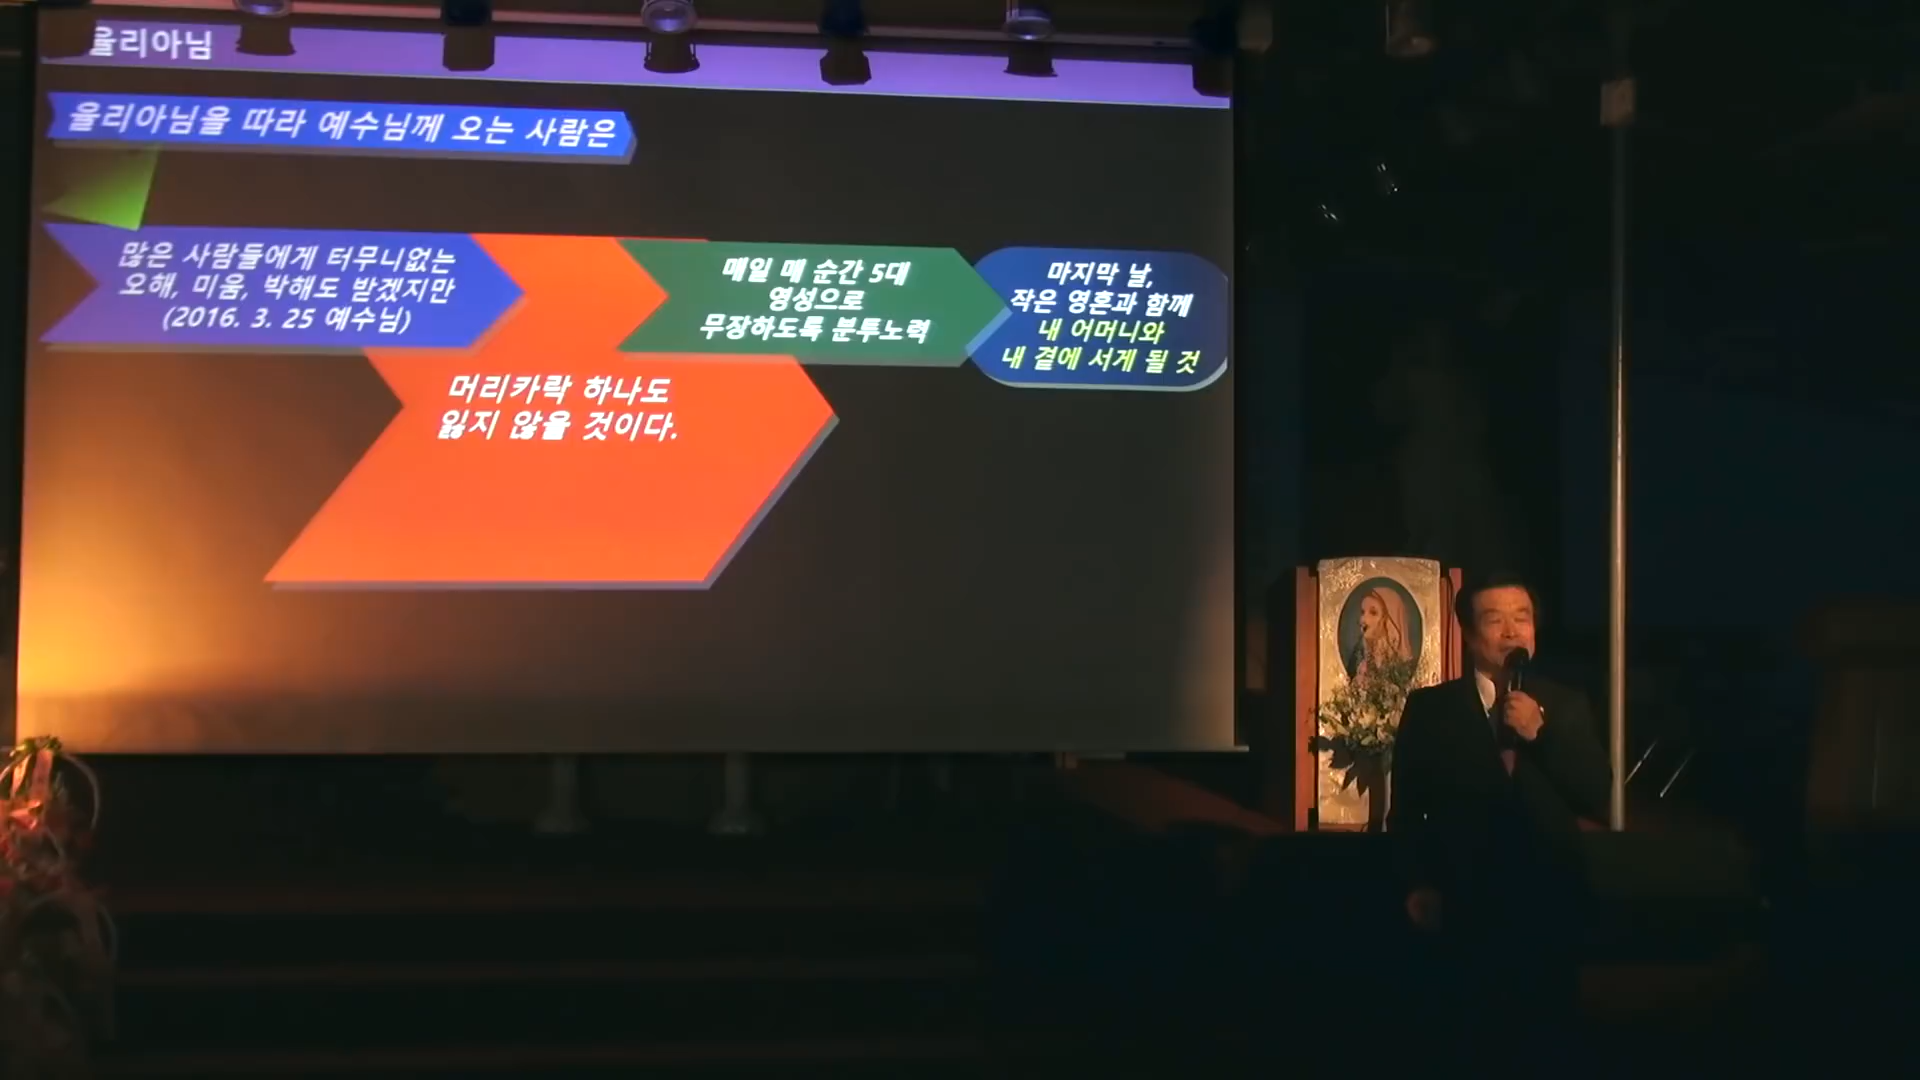 율리아님
율리아님을 따라 예수님께 오는 사람은
많은 사람들에게 터무니없는
오해, 미움, 박해도 받겠지만
(2016. 3. 25 예수님)
머리카락 하나도
잃지 않을 것이다.
매일 매 순간 5대
영성으로
무장하도록 분투노력
마지막 날,
작은 영혼과 함께
내 어머니와
내 곁에 서게 될 것